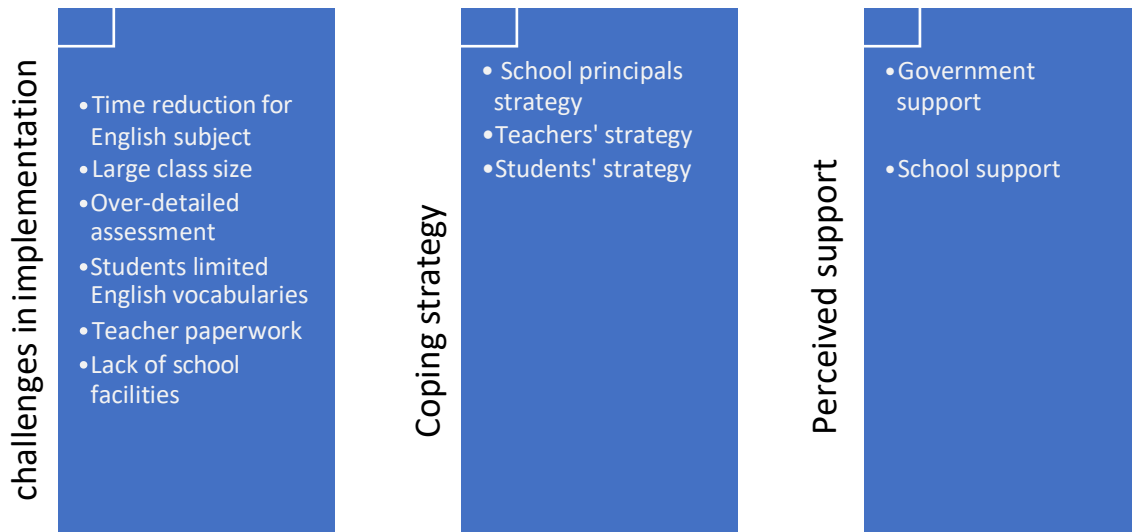 challenges in implementation
•Time reduction for
English subject
•Large class size
•Over-detailed
assessment
•Students limited
English vocabularies
•Teacher paperwork
•Lack of school
facilities
Coping strategy
• School principals
strategy
•Teachers' strategy
•Students' strategy
Perceived support
•Government
support
•School support